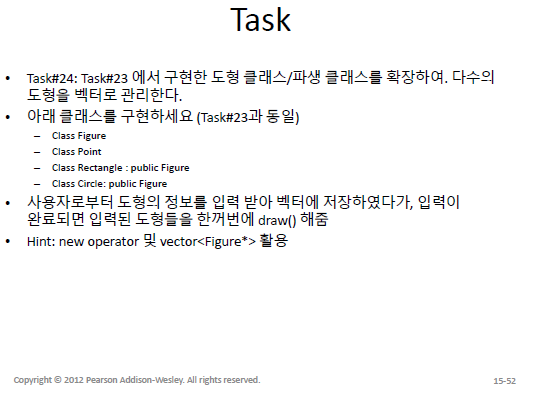 Task
• Task#24: Task#23 에서 구현한 도형 클래스/파생 클래스를 확장하여. 다수의
도형을 벡터로 관리한다.
• 아래 클래스를 구현하세요 (Task#23과 동일)
– Class Figure
– Class Point
– Class Rectangle : public Figure
– Class Circle: public Figure
• 사용자로부터 도형의 정보를 입력 받아 벡터에 저장하였다가, 입력이
완료되면 입력된 도형들을 한꺼번에 draw() 해줌
• Hint: new operator 및 vector<Figure*> 활용
Copyright © 2012 Pearson Addison-Wesley. All rights reserved.
15-52